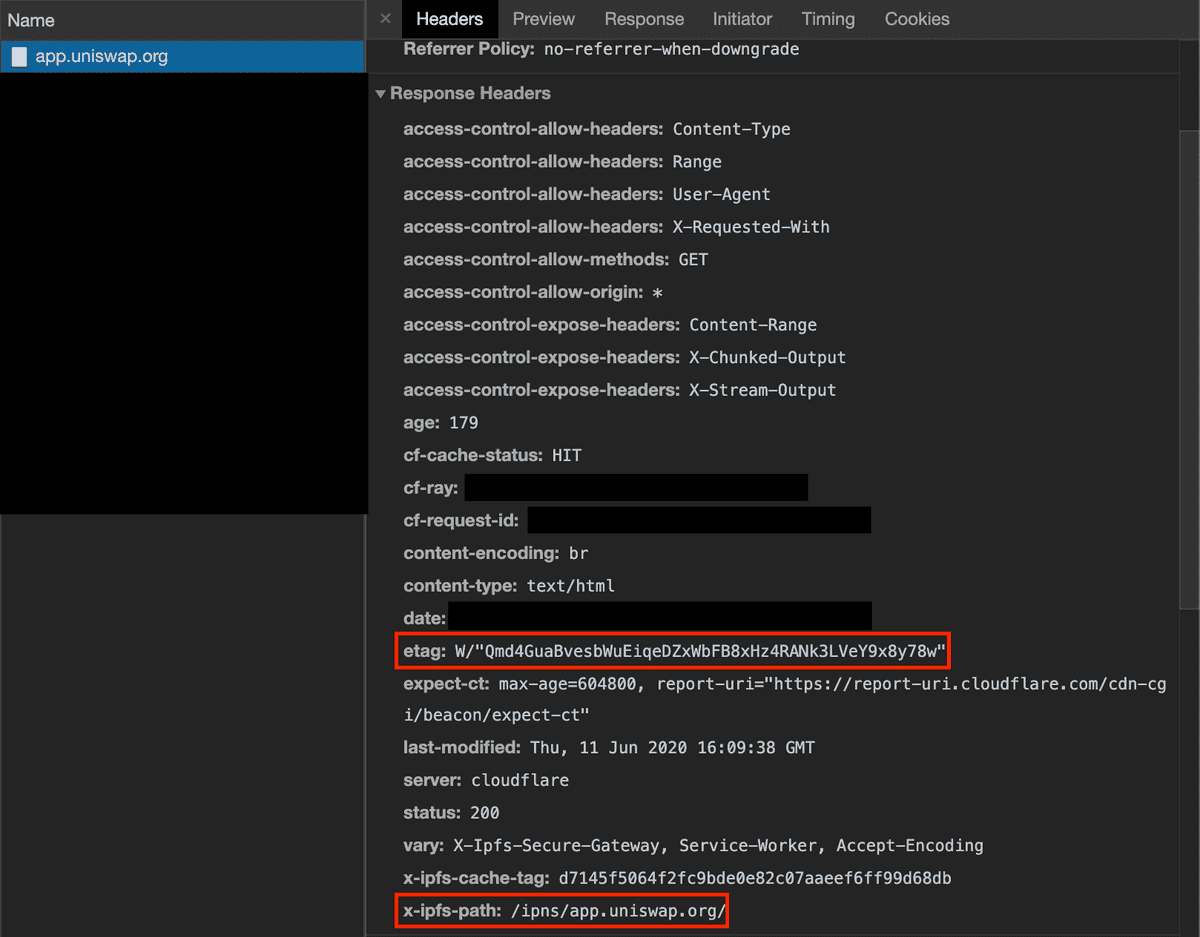 Name
× Headers Preview Response Initiator Timing Cookies
app.uniswap.org
Referrer Policy: no-referrer-when-downgrade
Response Headers
access-control-allow-headers: Content-Type
access-control-allow-headers: Range
access-control-allow-headers: User-Agent
access-control-allow-headers: X-Requested-With
access-control-allow-methods: GET
access-control-allow-origin: *
access-control-expose-headers: Content-Range
access-control-expose-headers: X-Chunked-Output
access-control-expose-headers: X-Stream-Output
age: 179
cf-cache-status: HIT
cf-ray:
cf-request-id:
content-encoding: br
content-type: text/html
date:
etag: W/"Qmd4GuaBvesbWuEiqeDZxWbFB8xHz4RANk3LVeY9x8y78w"
expect-ct: max-age=604800, report-uri="https://report-uri.cloudflare.com/cdn-cg
i/beacon/expect-ct"
last-modified: Thu, 11 Jun 2020 16:09:38 GMT
server: cloudflare
status: 200
vary: X-Ipfs-Secure-Gateway, Service-Worker, Accept-Encoding
x-ipfs-cache-tag: d7145f5064f2fc9bde0e82c07aaeef6ff99d68db
x-ipfs-path: /ipns/app.uniswap.org/